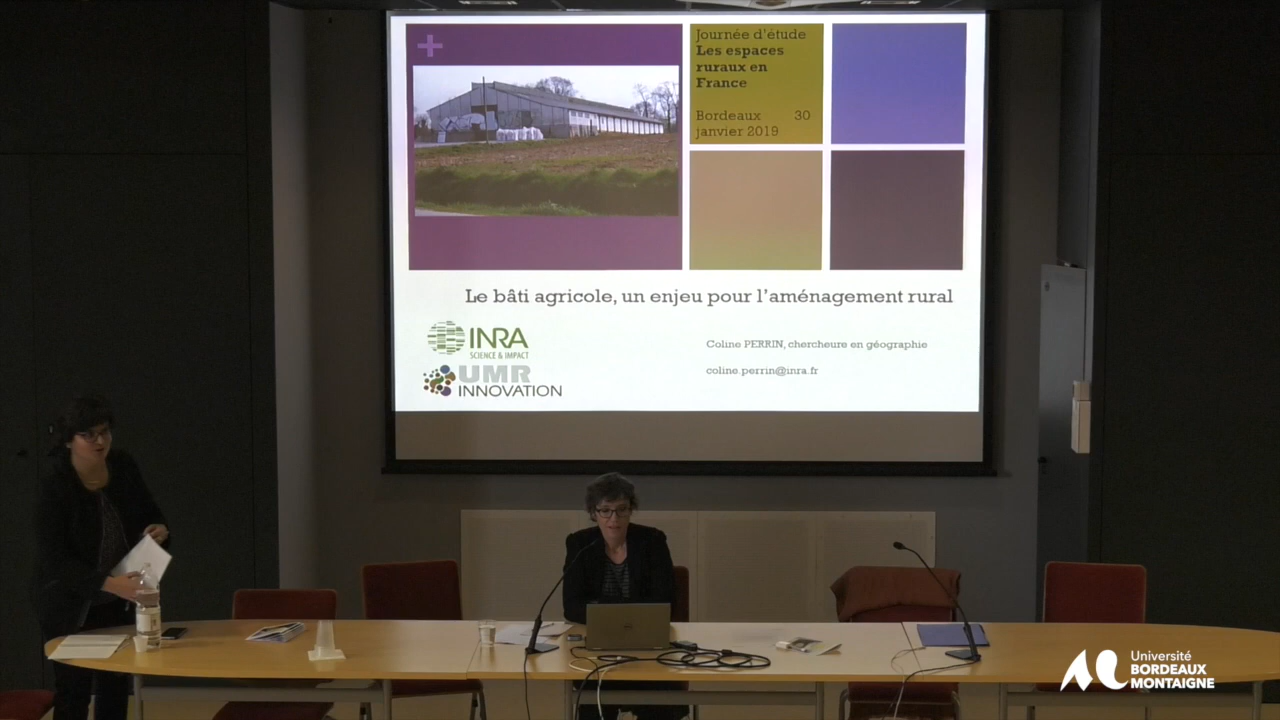 Journée d'étude
Les espaces
ruraux en
France
Bordeaux 30
janvier 2019
Le bâti agricole, un enjeu pour l'aménagement rural
INRA
SCIENCE & IMPACT
UMR
INNOVATION
Coline PERRIN, chercheure en géographie
coline.perrin@inra.fr
Université
BORDEAUX
MONTAIGNE